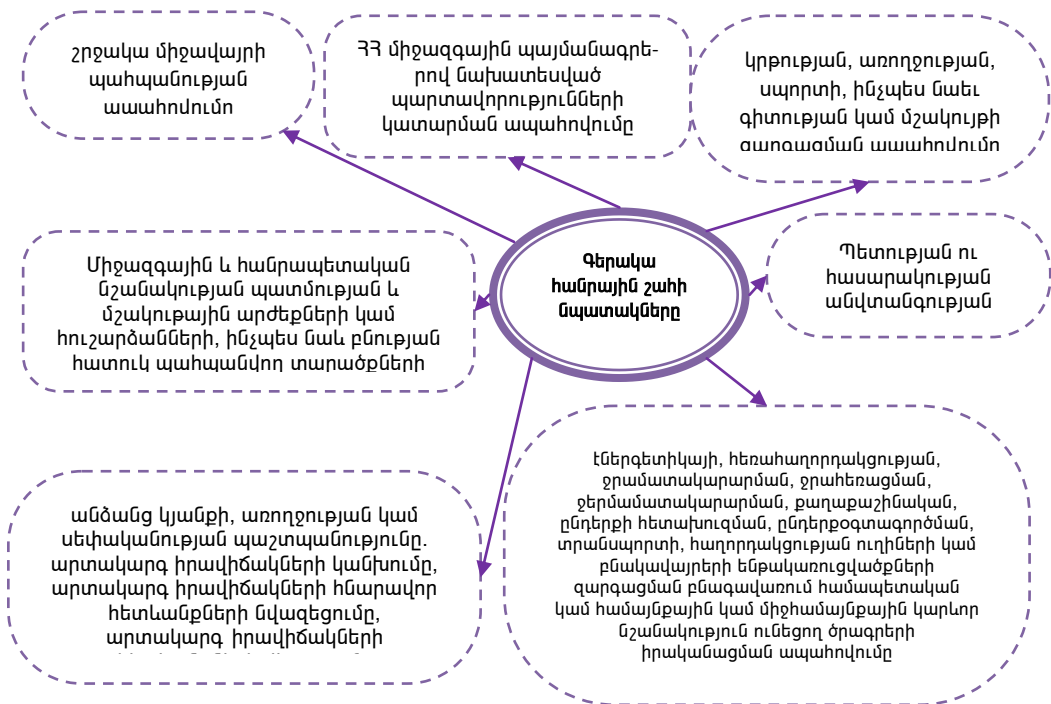 շրջակա միջավայրի
պահպանության
ապահովումը
ՀՀ միջազգային պայմանագրե-
րով նախատեսված
պարտավորությունների
կատարման ապահովումը
կրթության, առողջության,
սպորտի, ինչպես նաեւ
գիտության կամ մշակույթի
զարգացման ապահովումը
Գերակա
հանրային շահի
նպատակները
Պետության ու
հասարակության
անվտանգության
Միջազգային և հանրապետական
նշանակության պատմության և
մշակութային արժեքների կամ
հուշարձանների, ինչպես նաև բնության
հատուկ պահպանվող տարածքների
էներգետիկայի, հեռահաղորդակցության,
ջրամատակարարման, ջրահեռացման,
ջերմամատակարարման, քաղաքաշինական,
ընդերքի հետախուզման, ընդերքօգտագործման,
տրանսպորտի, հաղորդակցության ուղիների կամ
բնակավայրերի ենթակառուցվածքների
զարգացման բնագավառում համապետական
կամ համայնքային կամ միջհամայնքային կարևոր
նշանակություն ունեցող ծրագրերի
իրականացման ապահովումը
անձանց կյանքի, առողջության կամ
սեփականության պաշտպանությունը.
արտակարգ իրավիճակների կանխումը,
արտակարգ իրավիճակների հնարավոր
հետևանքների նվազեցումը,
արտակարգ իրավիճակների